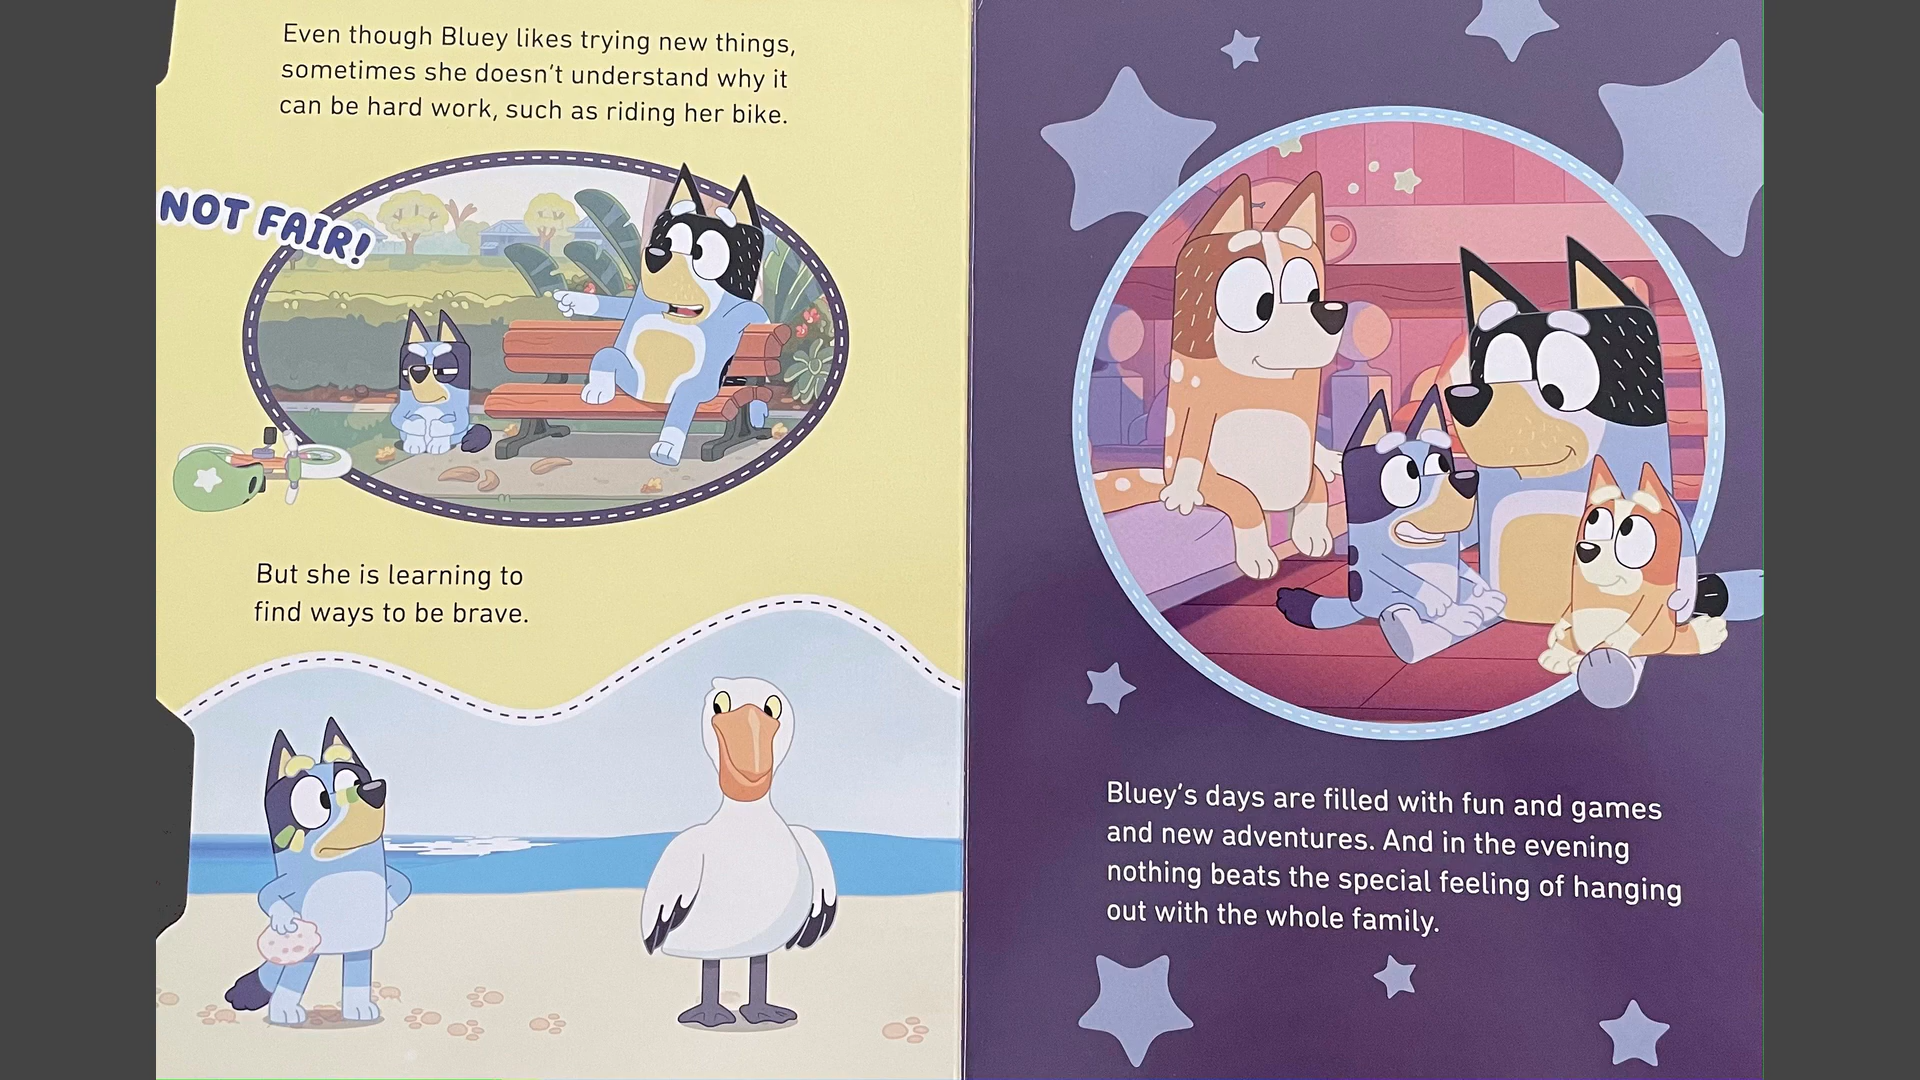 Even though Bluey likes trying new things,
sometimes she doesn't understand why it
can be hard work, such as riding her bike.
NOT FAIR!
But she is learning to
find ways to be brave.
Bluey's days are filled with fun and games
and new adventures. And in the evening
nothing beats the special feeling of hanging
out with the whole family.